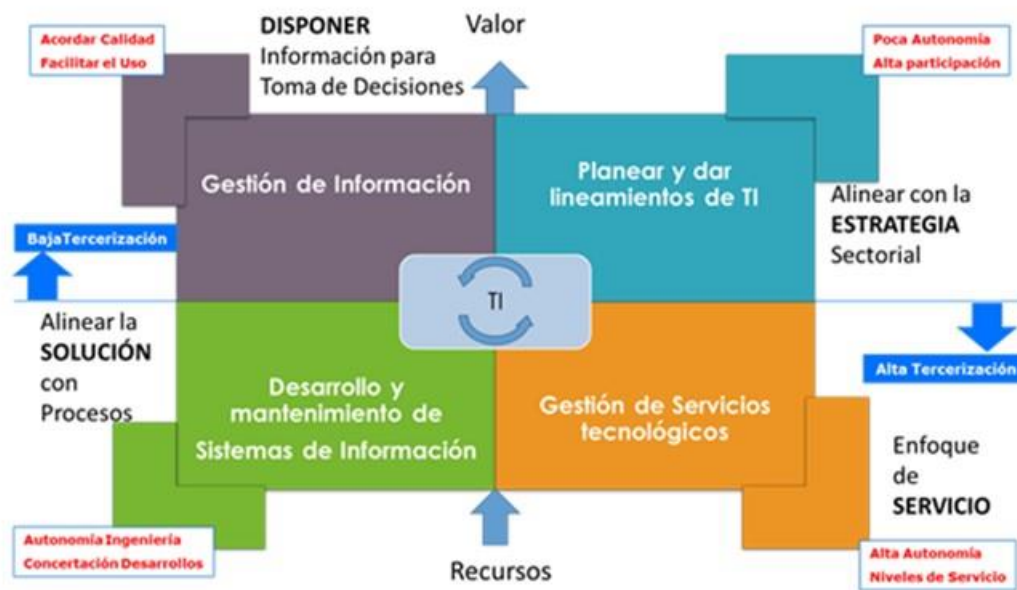 Acordar Calidad
Facilitar el Uso
DISPONER
Información para
Toma de Decisiones
Valor
Poca Autonomía
Alta participación
Gestión de Información
Planear y dar
lineamientos de TI
Alinear con la
ESTRATEGIA
Sectorial
BajaTercerización
TI
Alinear la
SOLUCIÓN
con
Procesos
Alta Tercerización
Desarrollo y
mantenimiento de
Sistemas de Información
Gestión de Servicios
tecnológicos
Enfoque
de
SERVICIO
Autonomía Ingeniería
Concertación Desarrollos
Recursos
Alta Autonomía
Niveles de Servicio